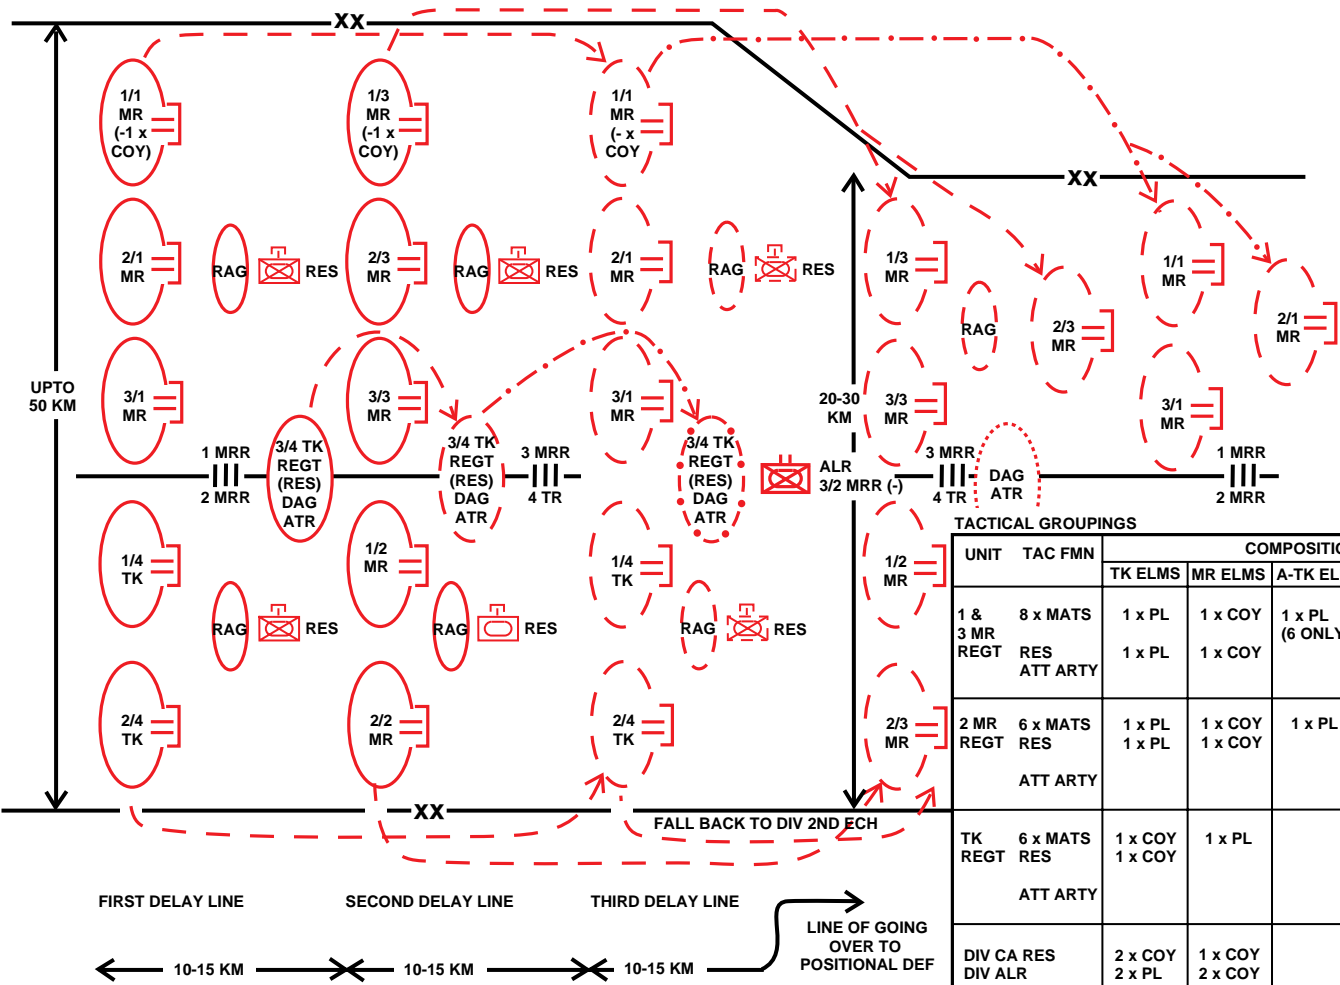 XX
1/1
MR
(-1 x
COY)
1/3
MR
(-1 x
COY)
1/1
MR
(- x
COY
XX
2/1
MR
RAG
RES
2/3
MR
RAG
RES
2/1
MR
RAG
RES
1/3
MR
RAG
2/3
MR
1/1
MR
2/1
MR
UPTO
50 KM
3/1
MR
3/3
MR
3/1
MR
20-30
KM
3/3
MR
3/1
MR
1 MRR
2 MRR
3/4 TK
REGT
(RES)
DAG
ATR
3/4 TK
REGT
(RES)
DAG
ATR
3 MRR
4 TR
3/4 TK
REGT
(RES)
DAG
ATR
ALR
3/2 MRR (-)
3 MRR
4 TR
DAG
ATR
1 MRR
2 MRR
1/4
TK
RAG
RES
1/2
MR
RAG
RES
1/4
TK
RAG
RES
1/2
MR
2/4
TK
2/2
MR
2/4
TK
2/3
MR
XX
FALL BACK TO DIV 2ND ECH
FIRST DELAY LINE
SECOND DELAY LINE
THIRD DELAY LINE
LINE OF GOING
OVER TO
POSITIONAL DEF
10-15 KM
10-15 KM
10-15 KM
TACTICAL GROUPINGS
UNIT TAC FMN COMPOSITIO
TK ELMS MR ELMS A-TK EL
1 & 8 x MATS 1 x PL 1 x COY 1 x PL
3 MR (6 ONLY
REGT RES 1 x PL 1 x COY
ATT ARTY
2 MR 6 x MATS 1 x PL 1 x COY 1 x PL
REGT RES 1 x PL 1 x COY
ATT ARTY
TK 6 x MATS 1 x COY 1 x PL
REGT RES 1 x COY
ATT ARTY
DIV CA RES 2 x COY 1 x COY
DIV ALR 2 x PL 2 x COY